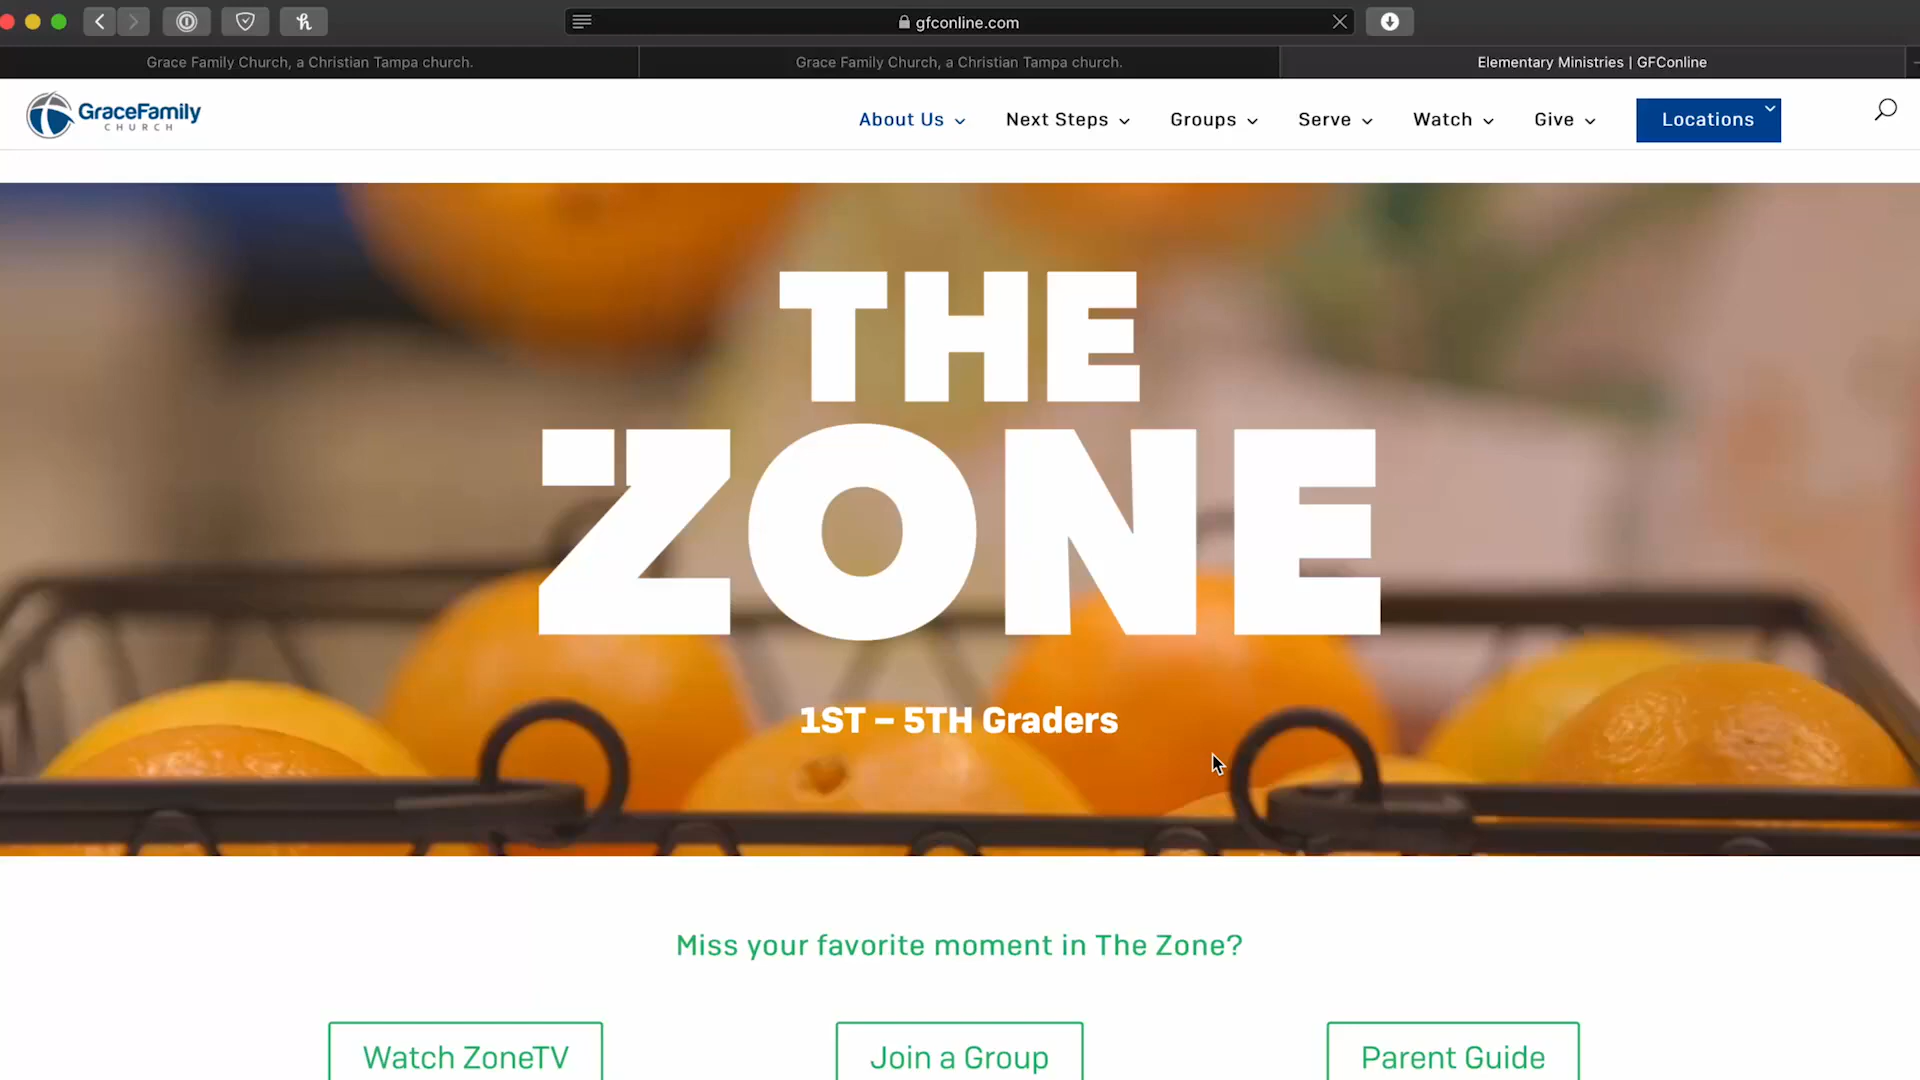 gfconline.com
Grace Family Church, a Christian Tampa church.
Grace Family Church, a Christian Tampa church.
Elementary Ministries | GFConline
GraceFamily
CHURCH
About Us
Next Steps
Groups
Serve
Watch
Give
Locations
THE
ZONE
1ST – 5TH Graders
Miss your favorite moment in The Zone?
Watch ZoneTV
Join a Group
Parent Guide